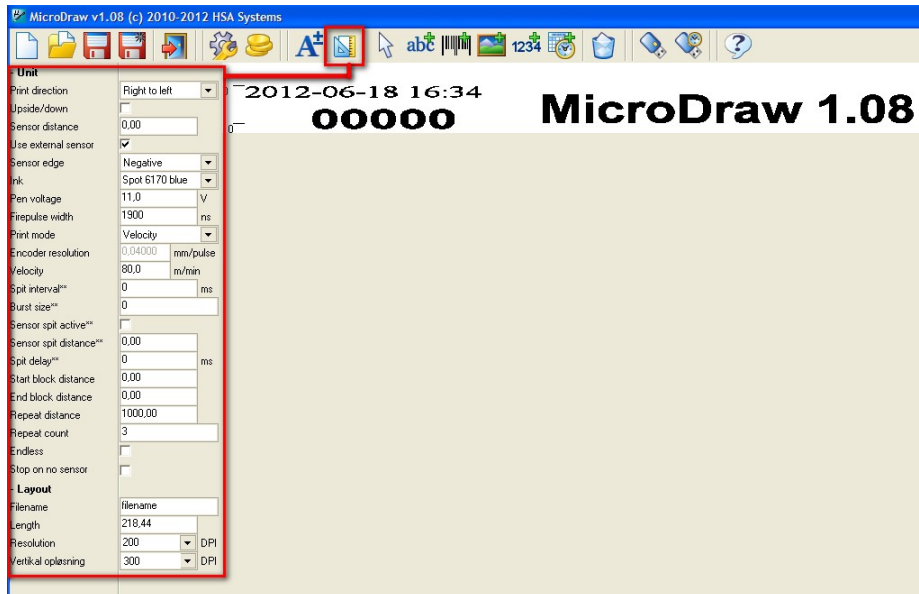 MicroDraw v1.08 (c) 2010-2012 HSA Systems
A± abc 1234 ?
- Unit
Print direction Right to left
Upside/down
Sensor distance 0,00
Use external sensor
Sensor edge Negative
Ink Spot 6170 blue
Pen voltage 11,0 V
Firepulse width 1900 ns
Print mode Velocity
Encoder resolution 0,04000 mm/pulse
Velocity 80,0 m/min
Spit interval** 0 ms
Burst size** 0
Sensor spit active**
Sensor spit distance** 0,00
Spit delay** 0 ms
Start block distance 0,00
End block distance 0,00
Repeat distance 1000,00
Repeat count 3
Endless
Stop on no sensor
- Layout
Filename filename
Length 218,44
Resolution 200 DPI
Vertikal opløsning 300 DPI
0
2012-06-18 16:34
0
00000
MicroDraw 1.08